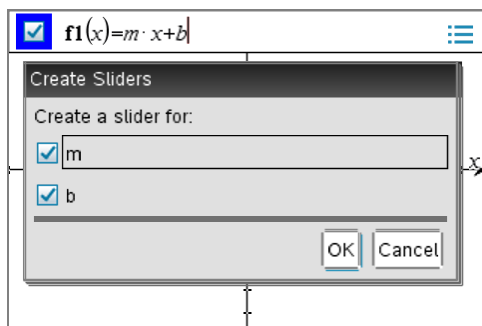 f1(x)=m· x+b
Create Sliders
Create a slider for:
m
x
b
OK Cancel